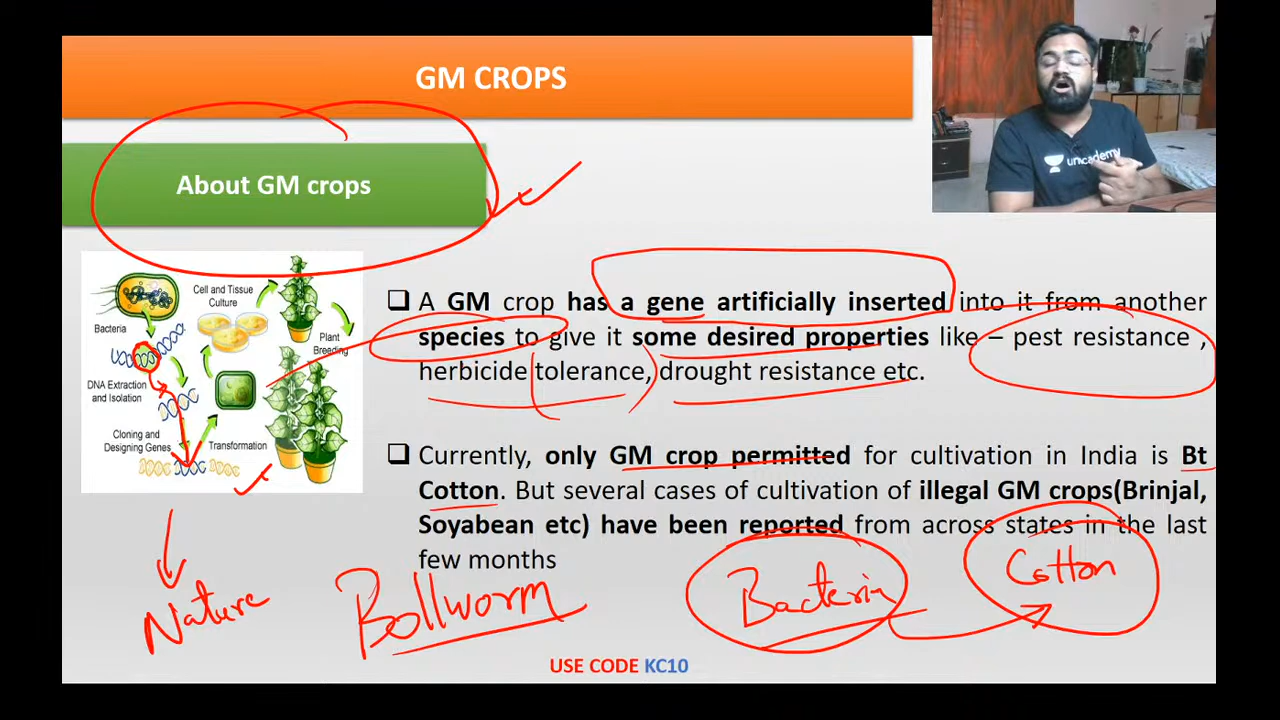 GM CROPS
About GM crops
unacademy
Bacteria
Cell and Tissue
Culture
Plant
Breeding
DNA Extraction
and Isolation
Cloning and
Designing Genes
Transformation
❑ A GM crop has a gene artificially inserted into it from another
species to give it some desired properties like – pest resistance ,
herbicide tolerance, drought resistance etc.
❑ Currently, only GM crop permitted for cultivation in India is Bt
Cotton. But several cases of cultivation of illegal GM crops(Brinjal,
Soyabean etc) have been reported from across states in the last
few months
Nature
Bollworm
Bacteria
Cotton
USE CODE KC10